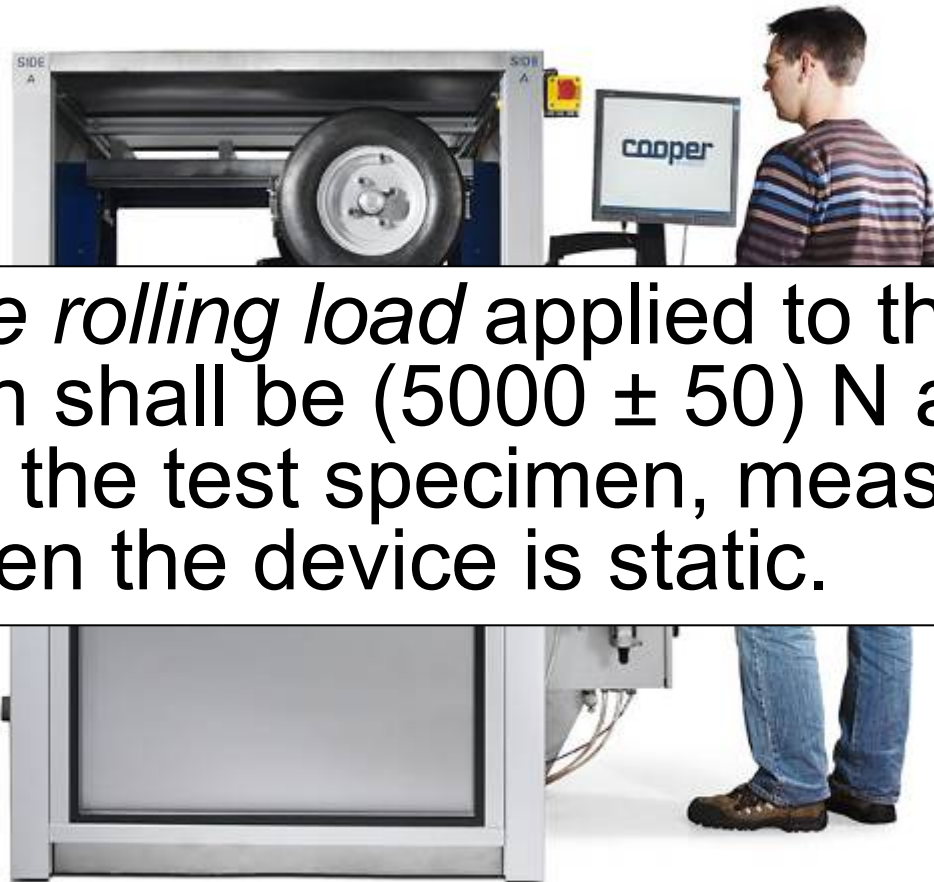 SIDE
A
SIDE
A
cooper
e rolling load applied to th
n shall be (5000 ± 50) N a
the test specimen, meas
en the device is static.